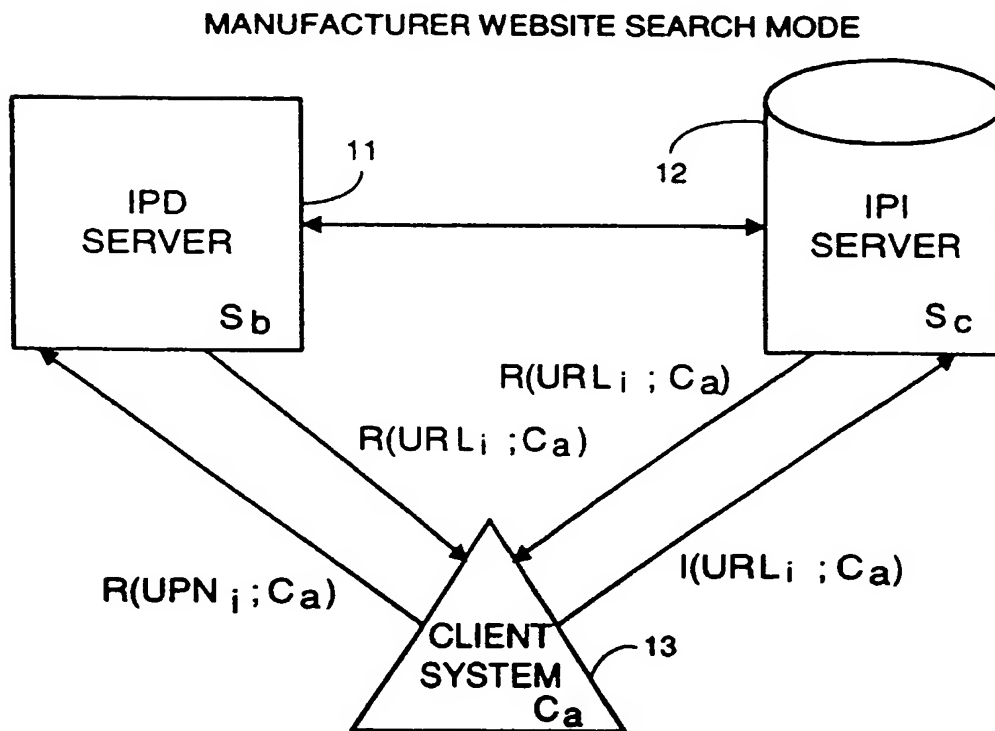 MANUFACTURER WEBSITE SEARCH MODE
11
12
IPD
SERVER
Sb
IPI
SERVER
Sc
R(URLi ;Ca)
R(URLi ;Ca)
R(UPNi ;Ca)
I(URLi ;Ca)
CLIENT
SYSTEM
Ca
13